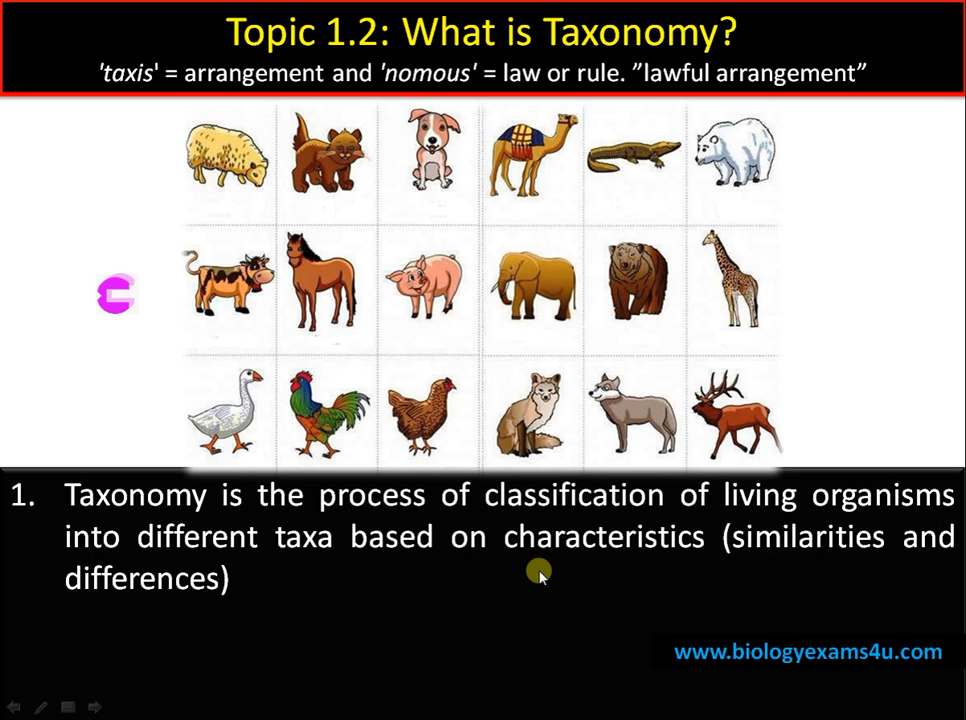 Topic 1.2: What is Taxonomy?
'taxis' = arrangement and 'nomous' = law or rule. ”lawful arrangement”
1. Taxonomy is the process of classification of living organisms
into different taxa based on characteristics (similarities and
differences)
www.biologyexams4u.com